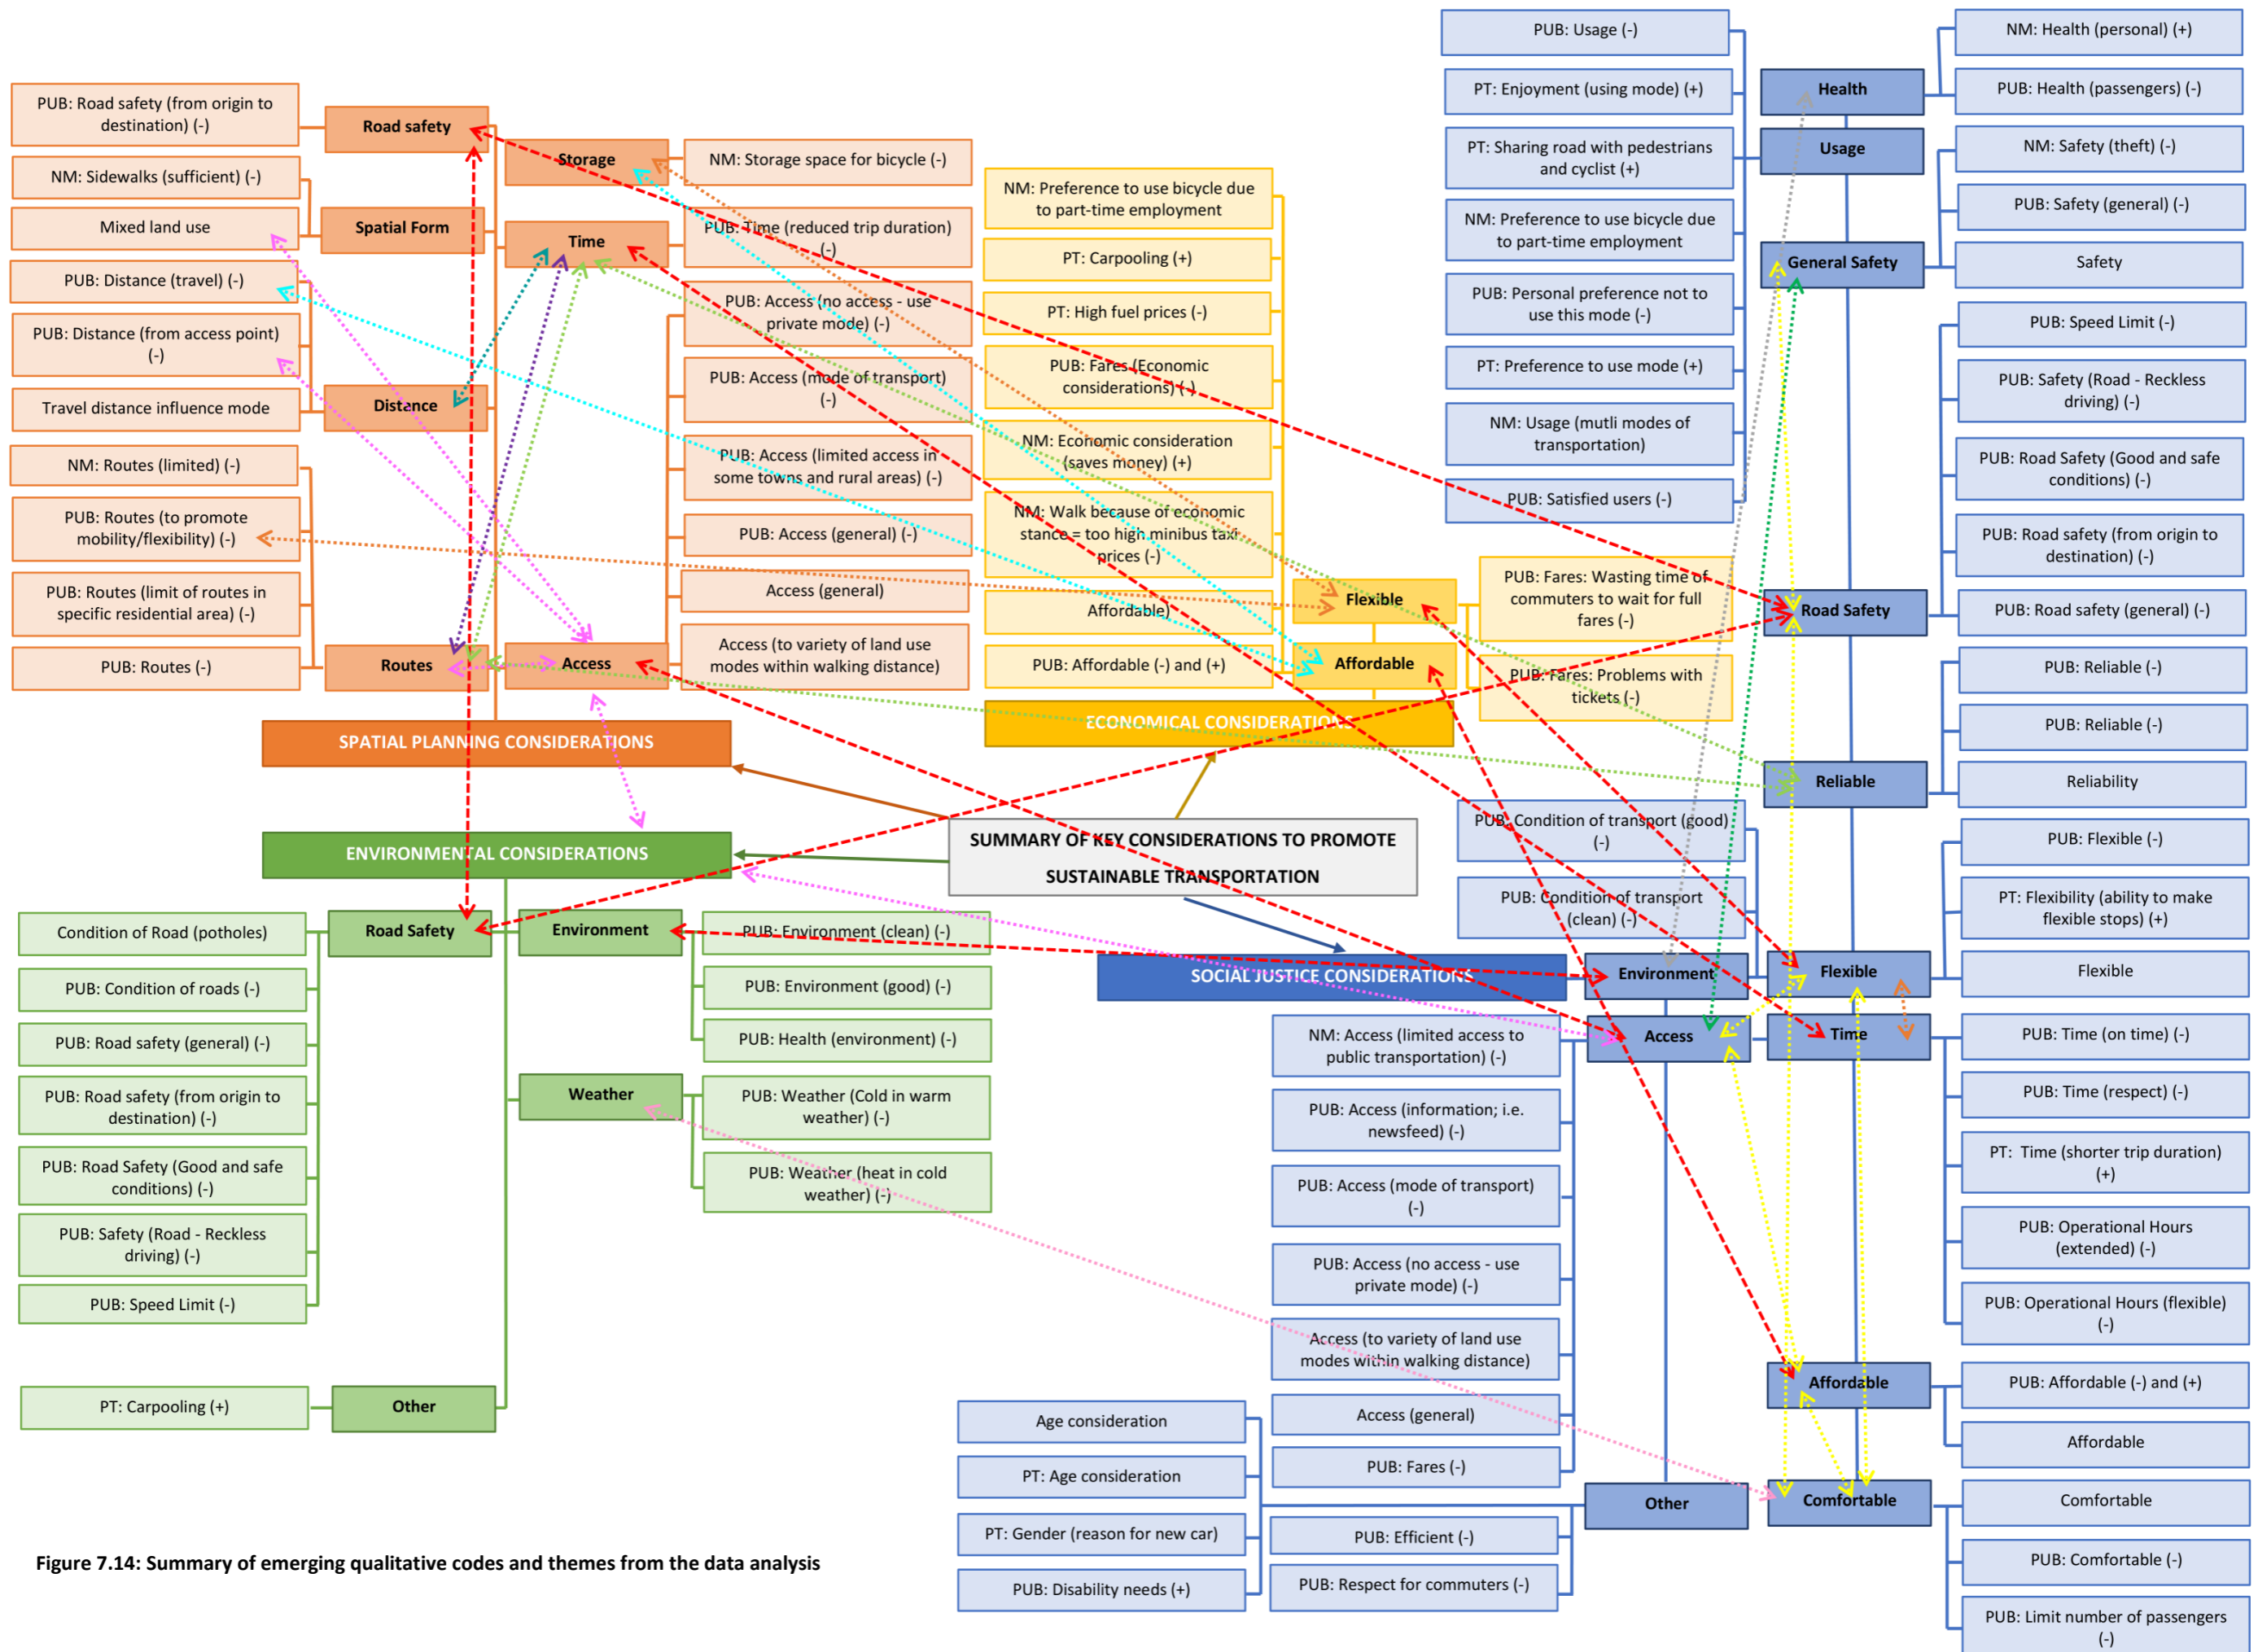 PUB: Road safety (from origin to
destination) (-)
Road safety
NM: Sidewalks (sufficient) (-)
Mixed land use
Spatial Form
PUB: Distance (travel) (-)
PUB: Distance (from access point)
(-)
Travel distance influence mode
Distance
NM: Routes (limited) (-)
PUB: Routes (to promote
mobility/flexibility) (-)
PUB: Routes (limit of routes in
specific residential area) (-)
PUB: Routes (-)
Routes
Storage
NM: Storage space for bicycle (-)
Time
PUB: Time (reduced trip duration)
(-)
PUB: Access (no access - use
private mode) (-)
PUB: Access (mode of transport)
(-)
PUB: Access (limited access in
some towns and rural areas) (-)
PUB: Access (general) (-)
Access (general)
Access (to variety of land use
modes within walking distance)
Access
SPATIAL PLANNING CONSIDERATIONS
NM: Preference to use bicycle due
to part-time employment
PT: Carpooling (+)
PT: High fuel prices (-)
PUB: Fares (Economic
considerations) (-)
NM: Economic consideration
(saves money) (+)
NM: Walk because of economic
stance = too high minibus taxi
prices (-)
Affordable)
PUB: Affordable (-) and (+)
Flexible
Affordable
PUB: Fares: Wasting time of
commuters to wait for full
fares (-)
PUB: Fares: Problems with
tickets (-)
ECONOMICAL CONSIDERATIONS
PUB: Usage (-)
PT: Enjoyment (using mode) (+)
PT: Sharing road with pedestrians
and cyclist (+)
NM: Preference to use bicycle due
to part-time employment
PUB: Personal preference not to
use this mode (-)
PT: Preference to use mode (+)
NM: Usage (mutli modes of
transportation)
PUB: Satisfied users (-)
Health
Usage
General Safety
Road Safety
Reliable
NM: Health (personal) (+)
PUB: Health (passengers) (-)
NM: Safety (theft) (-)
PUB: Safety (general) (-)
Safety
PUB: Speed Limit (-)
PUB: Safety (Road - Reckless
driving) (-)
PUB: Road Safety (Good and safe
conditions) (-)
PUB: Road safety (from origin to
destination) (-)
PUB: Road safety (general) (-)
PUB: Reliable (-)
PUB: Reliable (-)
Reliability
PUB: Flexible (-)
PT: Flexibility (ability to make
flexible stops) (+)
Flexible
SUMMARY OF KEY CONSIDERATIONS TO PROMOTE
SUSTAINABLE TRANSPORTATION
ENVIRONMENTAL CONSIDERATIONS
Condition of Road (potholes)
PUB: Condition of roads (-)
PUB: Road safety (general) (-)
PUB: Road safety (from origin to
destination) (-)
PUB: Road Safety (Good and safe
conditions) (-)
PUB: Safety (Road - Reckless
driving) (-)
PUB: Speed Limit (-)
PT: Carpooling (+)
Road Safety
Environment
PUB: Environment (clean) (-)
PUB: Environment (good) (-)
PUB: Health (environment) (-)
Weather
PUB: Weather (Cold in warm
weather) (-)
PUB: Weather (heat in cold
weather) (-)
Other
PUB: Condition of transport (good)
(-)
PUB: Condition of transport
(clean) (-)
SOCIAL JUSTICE CONSIDERATIONS
Environment
Flexible
Access
Time
NM: Access (limited access to
public transportation) (-)
PUB: Access (information; i.e.
newsfeed) (-)
PUB: Access (mode of transport)
(-)
PUB: Access (no access - use
private mode) (-)
Access (to variety of land use
modes within walking distance)
Access (general)
PUB: Fares (-)
PUB: Time (on time) (-)
PUB: Time (respect) (-)
PT: Time (shorter trip duration)
(+)
PUB: Operational Hours
(extended) (-)
PUB: Operational Hours (flexible)
(-)
Affordable
PUB: Affordable (-) and (+)
Affordable
Age consideration
PT: Age consideration
PT: Gender (reason for new car)
PUB: Disability needs (+)
PUB: Efficient (-)
PUB: Respect for commuters (-)
Other
Comfortable
Comfortable
PUB: Comfortable (-)
PUB: Limit number of passengers
(-)
Figure 7.14: Summary of emerging qualitative codes and themes from the data analysis